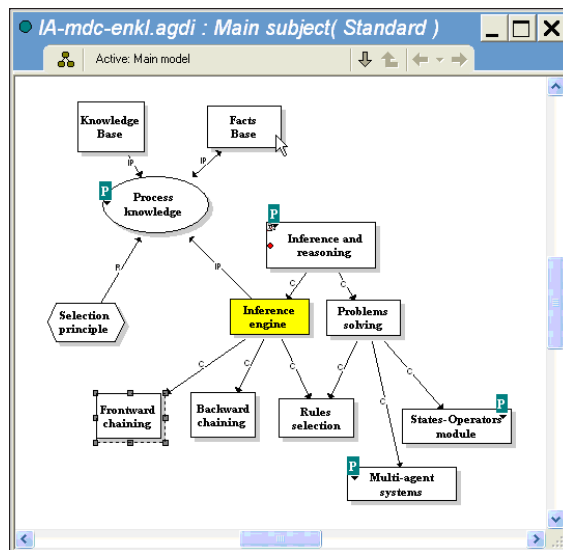 IA-mdc-enkl.agdi : Main subject( Standard )
Active: Main model
Knowledge
Base
Facts
Base
IP
IP
P
Process
knowledge
P
Inference and
reasoning
R
IP
C
C
Selection
principle
Inference
engine
Problems
solving
C
C
C
C
C
C
Frontward
chaining
Backward
chaining
Rules
selection
P
States-Operators
module
P
Multi-agent
systems